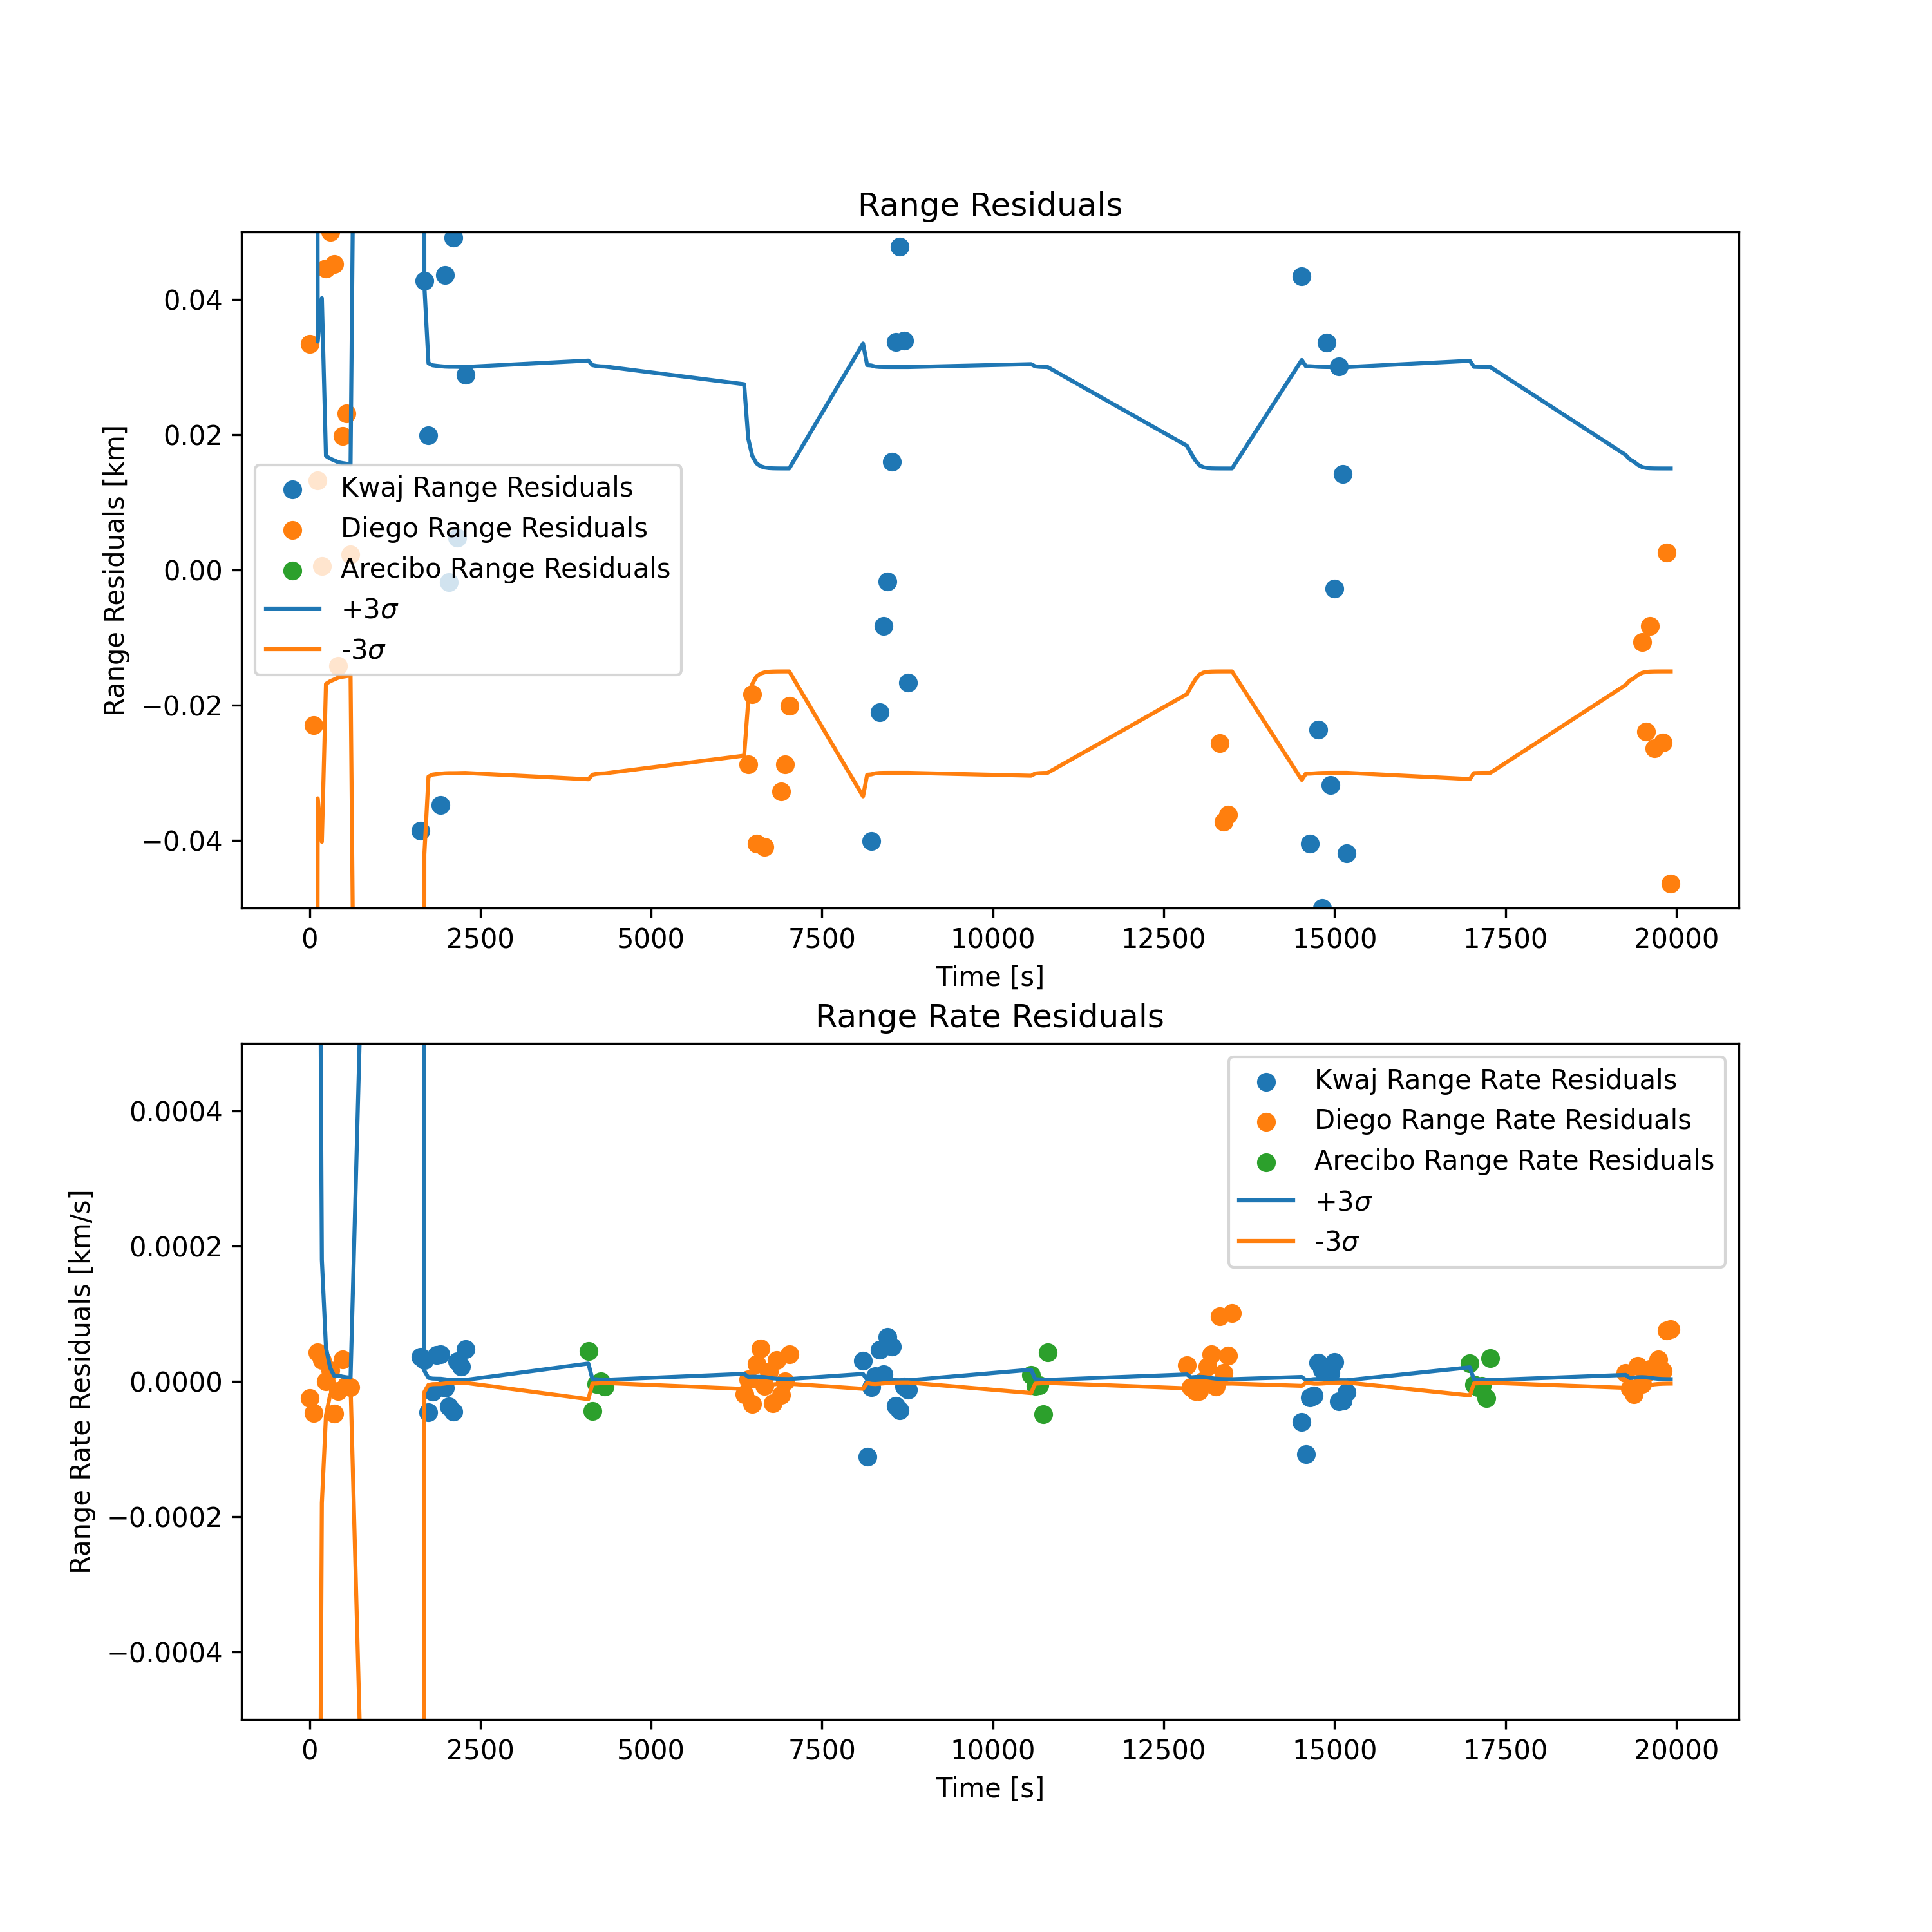 Range Residuals
Range Residuals [km]
0.04
0.02
0.00
−0.02
−0.04
Kwaj Range Residuals
Diego Range Residuals
Arecibo Range Residuals
+3σ
-3σ
0 2500 5000 7500 10000 12500 15000 17500 20000
Time [s]
Range Rate Residuals
Range Rate Residuals [km/s]
0.0004
0.0002
0.0000
−0.0002
−0.0004
Kwaj Range Rate Residuals
Diego Range Rate Residuals
Arecibo Range Rate Residuals
+3σ
-3σ
0 2500 5000 7500 10000 12500 15000 17500 20000
Time [s]